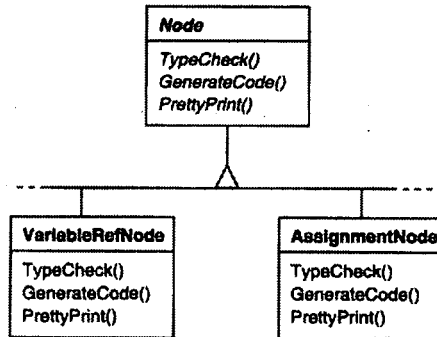 Node
TypeCheck()
GenerateCode()
PrettyPrint()
VariableRefNode
TypeCheck()
GenerateCode()
PrettyPrint()
AssignmentNode
TypeCheck()
GenerateCode()
PrettyPrint()